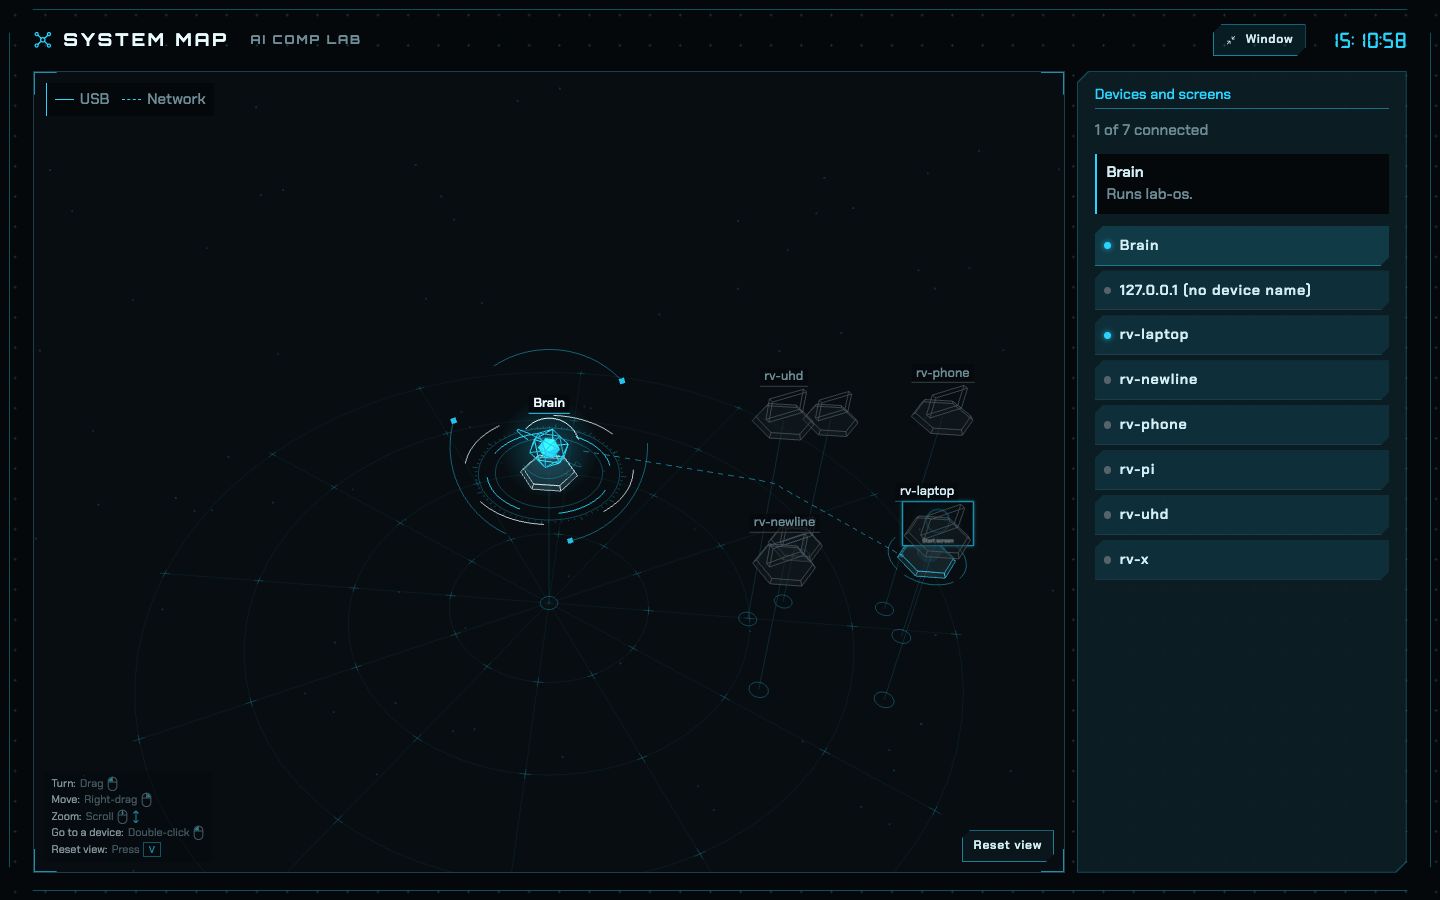 SYSTEM MAP AI COMP LAB
Window
15:10:58
USB Network
Devices and screens
1 of 7 connected
Brain
Runs lab-os.
Brain
127.0.0.1 (no device name)
rv-laptop
rv-newline
rv-phone
rv-pi
rv-uhd
rv-x
rv-uhd
rv-phone
Brain
rv-laptop
rv-newline
Start screen
Turn: Drag
Move: Right-drag
Zoom: Scroll
Go to a device: Double-click
Reset view: Press V
Reset view